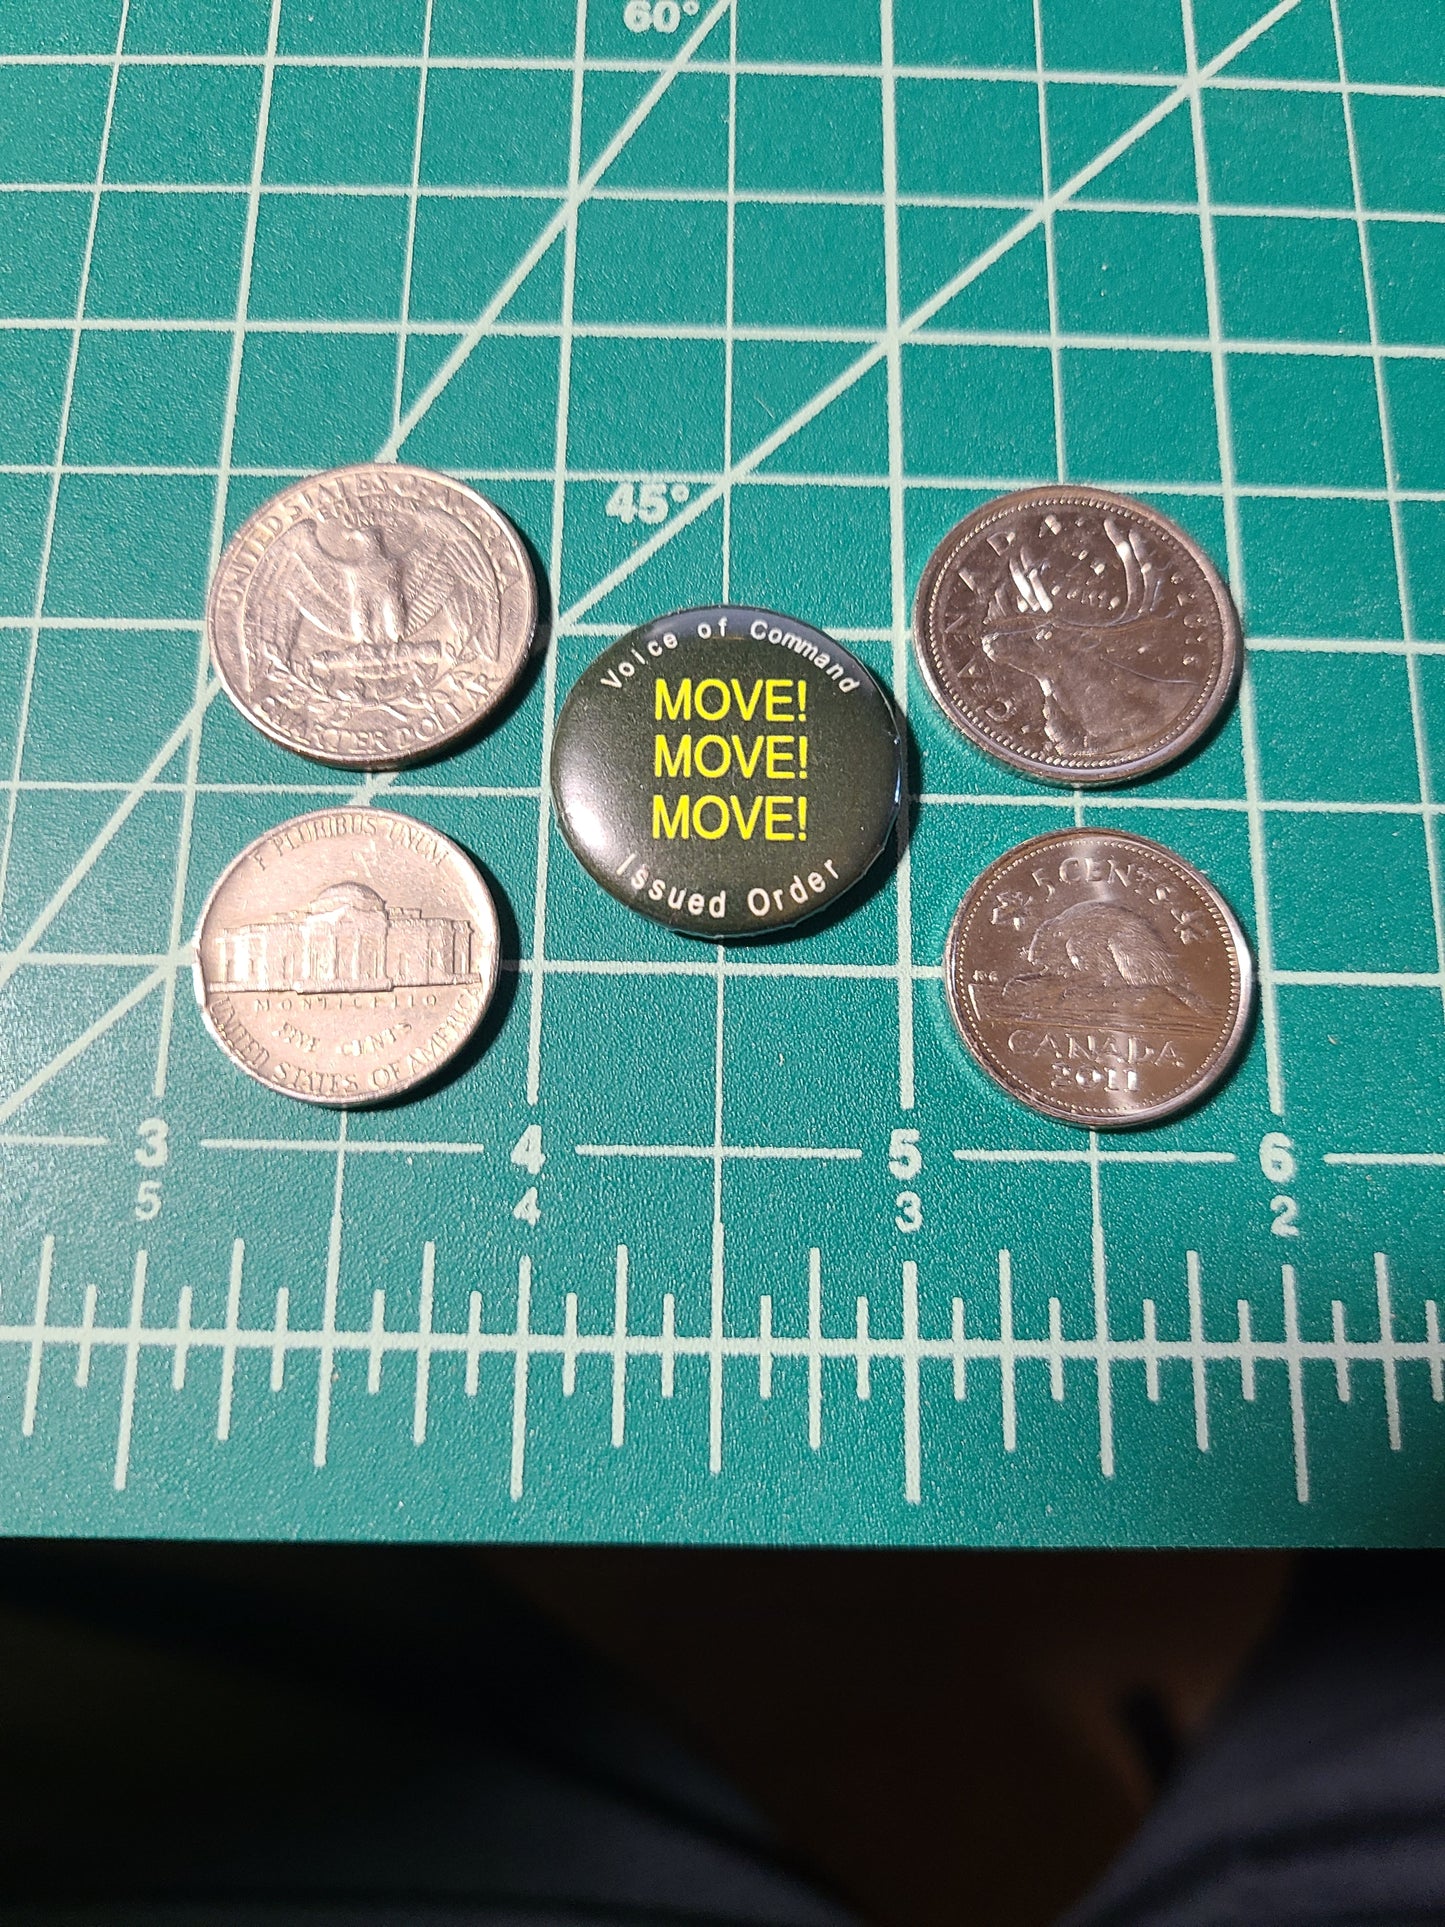 60°
45°
UNITED STATES OF AMERICA
QUARTER DOLLAR
Voice of Command
MOVE!
MOVE!
MOVE!
Issued Order
CANADA
E PLURIBUS UNUM
MONTICELLO
FIVE CENTS
UNITED STATES OF AMERICA
5 CENTS
CANADA
2011
3 4 5 6
5 4 3 2